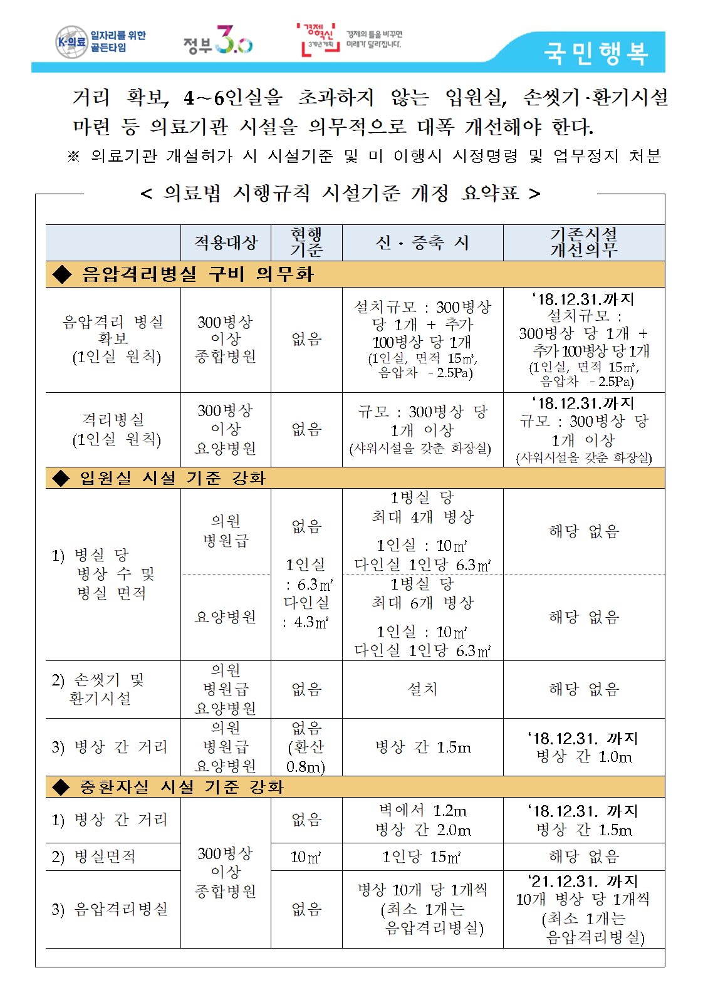 K-의료
일자리를 위한
골든타임
정부3.0
경제혁신
3개년 계획
경제의 틀을 바꾸면
미래가 달라집니다.
국민행복
거리 확보, 4~6인실을 초과하지 않는 입원실, 손씻기·환기시설
마련 등 의료기관 시설을 의무적으로 대폭 개선해야 한다.
※ 의료기관 개설허가 시 시설기준 및 미 이행시 시정명령 및 업무정지 처분
< 의료법 시행규칙 시설기준 개정 요약표 >
적용대상
현행
기준
신·증축 시
기존시설
개선의무
◆ 음압격리병실 구비 의무화
음압격리 병실
확보
(1인실 원칙)
300병상
이상
종합병원
없음
설치규모 : 300병상
당 1개 + 추가
100병상 당 1개
(1인실, 면적 15㎡,
음압차 -2.5Pa)
‘18.12.31.까지
설치규모 :
300병상 당 1개 +
추가 100병상 당 1개
(1인실, 면적 15㎡,
음압차 -2.5Pa)
격리병실
(1인실 원칙)
300병상
이상
요양병원
없음
규모 : 300병상 당
1개 이상
(샤워시설을 갖춘 화장실)
‘18.12.31.까지
규모 : 300병상 당
1개 이상
(샤워시설을 갖춘 화장실)
◆ 입원실 시설 기준 강화
1) 병실 당
병상 수 및
병실 면적
의원
병원급
없음
1인실
: 6.3㎡
다인실
: 4.3㎡
1병실 당
최대 4개 병상
1인실 : 10㎡
다인실 1인당 6.3㎡
해당 없음
요양병원
1병실 당
최대 6개 병상
1인실 : 10㎡
다인실 1인당 6.3㎡
해당 없음
2) 손씻기 및
환기시설
의원
병원급
요양병원
없음
설치
해당 없음
3) 병상 간 거리
의원
병원급
요양병원
없음
(환산
0.8m)
병상 간 1.5m
‘18.12.31. 까지
병상 간 1.0m
◆ 중환자실 시설 기준 강화
1) 병상 간 거리
300병상
이상
종합병원
없음
벽에서 1.2m
병상 간 2.0m
‘18.12.31. 까지
병상 간 1.5m
2) 병실면적
10㎡
1인당 15㎡
해당 없음
3) 음압격리병실
없음
병상 10개 당 1개씩
(최소 1개는
음압격리병실)
‘21.12.31. 까지
10개 병상 당 1개씩
(최소 1개는
음압격리병실)